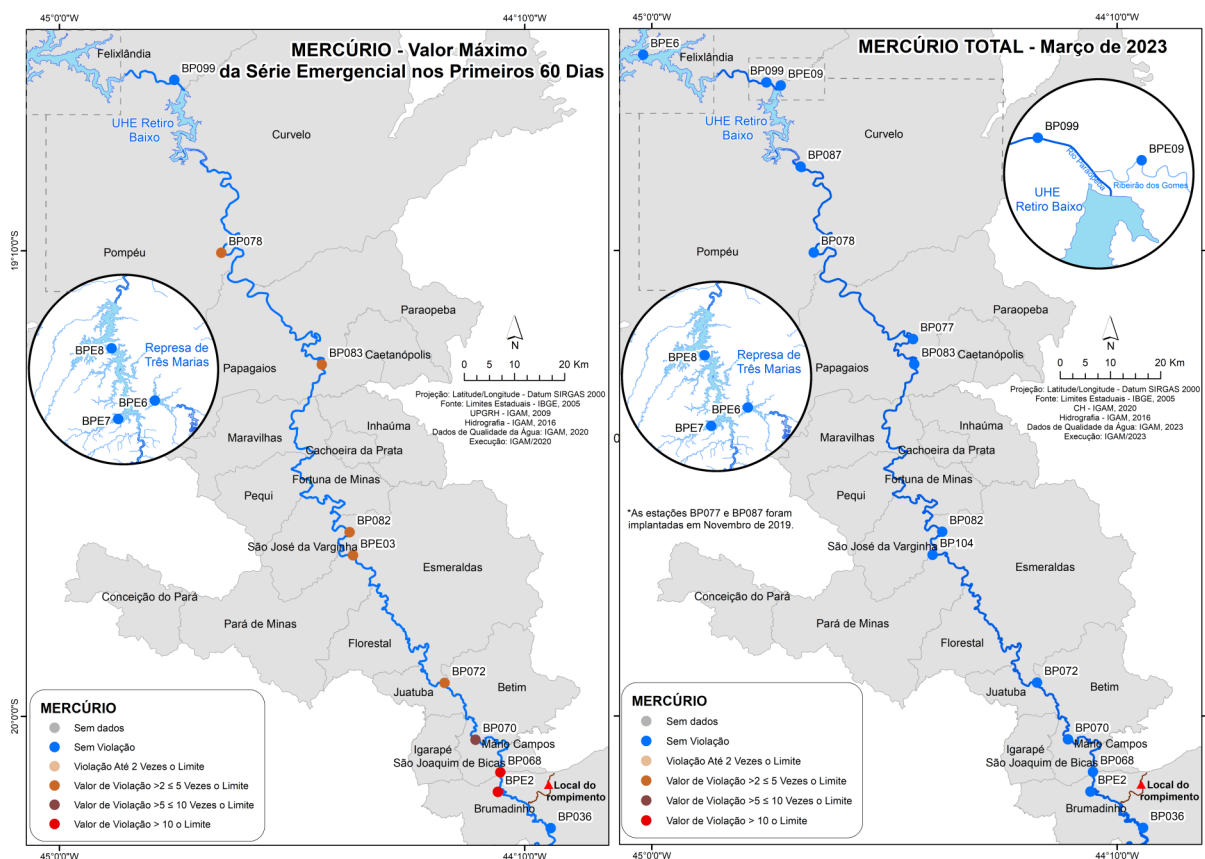 45°0'0"O
44°10'0"O
MERCÚRIO - Valor Máximo
da Série Emergencial nos Primeiros 60 Dias
Felixlândia
BP099
UHE Retiro
Baixo
Curvelo
19°10'0"S
Pompéu
BP078
Paraopeba
N
BPE8
Represa de
Três Marias
BPE6
BPE7
BP083
Caetanópolis
Papagaios
0 5 10 20 Km
Projeção: Latitude/Longitude - Datum SIRGAS 2000
Fonte: Limites Estaduais - IBGE, 2005
UPGRH - IGAM, 2009
Hidrografia - IGAM, 2016
Dados de Qualidade da Água: IGAM, 2020
Execução: IGAM/2020
Inhaúma
Maravilhas
Cachoeira da Prata
Fortuna de Minas
Pequi
BP082
São José da Varginha
BPE03
Esmeraldas
Conceição do Pará
Pará de Minas
Florestal
BP072
Juatuba
Betim
20°0'0"S
BP070
Igarapé
Mário Campos
São Joaquim de Bicas
BP068
BPE2
Local do
rompimento
Brumadinho
BP036
MERCÚRIO
Sem dados
Sem Violação
Violação Até 2 Vezes o Limite
Valor de Violação >2 ≤ 5 Vezes o Limite
Valor de Violação >5 ≤ 10 Vezes o Limite
Valor de Violação > 10 o Limite
45°0'0"O
44°10'0"O
45°0'0"O
44°10'0"O
MERCÚRIO TOTAL - Março de 2023
BPE6
Felixlândia
BP099
BPE09
UHE Retiro
Baixo
Curvelo
BP087
BP099
BPE09
Rio Paraopeba
Ribeirão dos Gomes
UHE
Retiro Baixo
Pompéu
BP078
Paraopeba
N
BPE8
Represa de
Três Marias
BPE6
BPE7
BP077
BP083
Caetanópolis
Papagaios
0 5 10 20 Km
Projeção: Latitude/Longitude - Datum SIRGAS 2000
Fonte: Limites Estaduais - IBGE, 2005
CH - IGAM, 2020
Hidrografia - IGAM, 2016
Dados de Qualidade da Água: IGAM, 2023
Execução: IGAM/2023
Inhaúma
Maravilhas
Cachoeira da Prata
Fortuna de Minas
Pequi
*As estações BP077 e BP087 foram
implantadas em Novembro de 2019.
BP082
São José da Varginha
BP104
Esmeraldas
Conceição do Pará
Pará de Minas
Florestal
BP072
Juatuba
Betim
BP070
Igarapé
Mário Campos
São Joaquim de Bicas
BP068
BPE2
Local do
rompimento
Brumadinho
BP036
MERCÚRIO
Sem dados
Sem Violação
Violação Até 2 Vezes o Limite
Valor de Violação >2 ≤ 5 Vezes o Limite
Valor de Violação >5 ≤ 10 Vezes o Limite
Valor de Violação > 10 o Limite
45°0'0"O
44°10'0"O